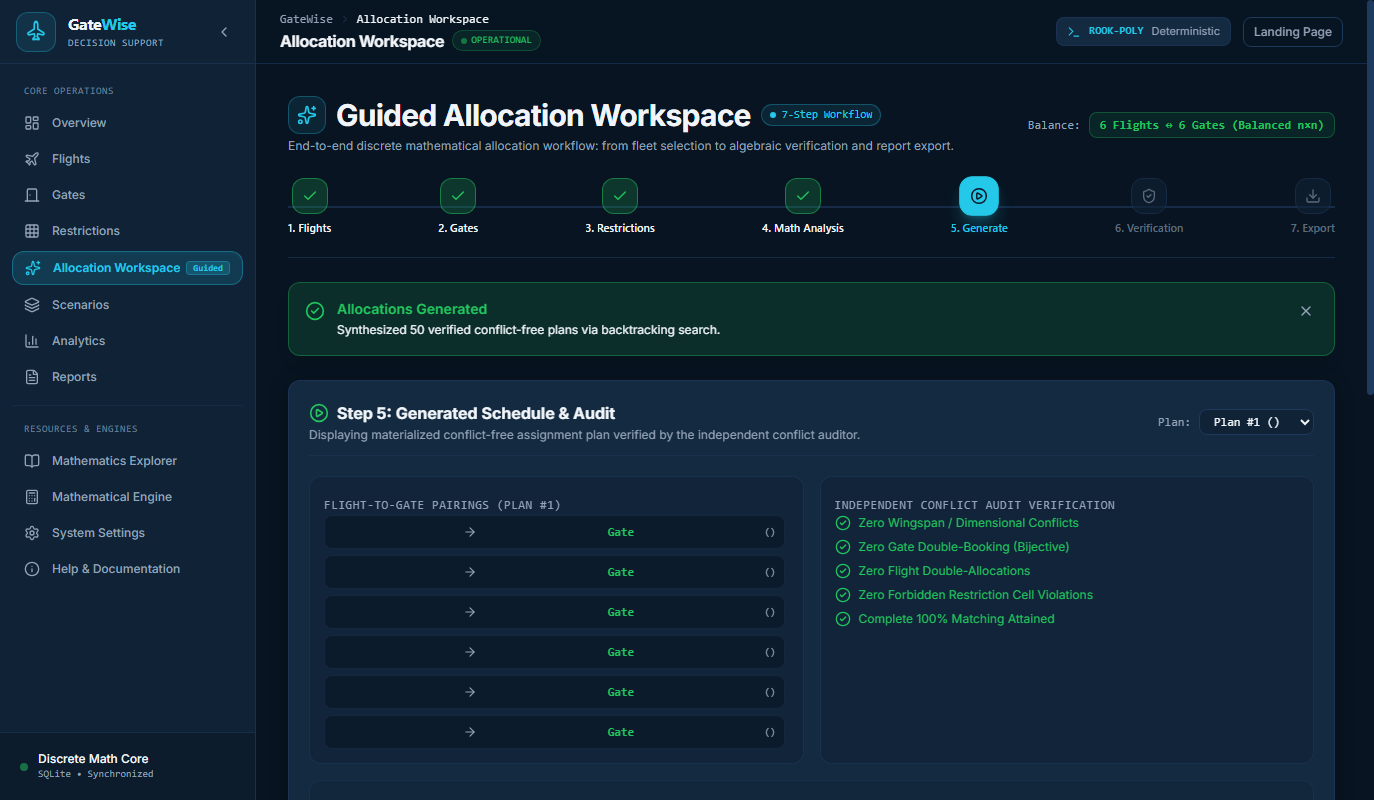 GateWise
DECISION SUPPORT
CORE OPERATIONS
Overview
Flights
Gates
Restrictions
Allocation Workspace Guided
Scenarios
Analytics
Reports
RESOURCES & ENGINES
Mathematics Explorer
Mathematical Engine
System Settings
Help & Documentation
Discrete Math Core
SQLite • Synchronized
GateWise > Allocation Workspace
Allocation Workspace OPERATIONAL
ROOK-POLY Deterministic
Landing Page
Guided Allocation Workspace 7-Step Workflow
End-to-end discrete mathematical allocation workflow: from fleet selection to algebraic verification and report export.
Balance: 6 Flights ↔ 6 Gates (Balanced n×n)
1. Flights
2. Gates
3. Restrictions
4. Math Analysis
5. Generate
6. Verification
7. Export
Allocations Generated
Synthesized 50 verified conflict-free plans via backtracking search.
Step 5: Generated Schedule & Audit
Displaying materialized conflict-free assignment plan verified by the independent conflict auditor.
Plan: Plan #1 ()
FLIGHT-TO-GATE PAIRINGS (PLAN #1)
→ Gate ()
→ Gate ()
→ Gate ()
→ Gate ()
→ Gate ()
→ Gate ()
INDEPENDENT CONFLICT AUDIT VERIFICATION
Zero Wingspan / Dimensional Conflicts
Zero Gate Double-Booking (Bijective)
Zero Flight Double-Allocations
Zero Forbidden Restriction Cell Violations
Complete 100% Matching Attained